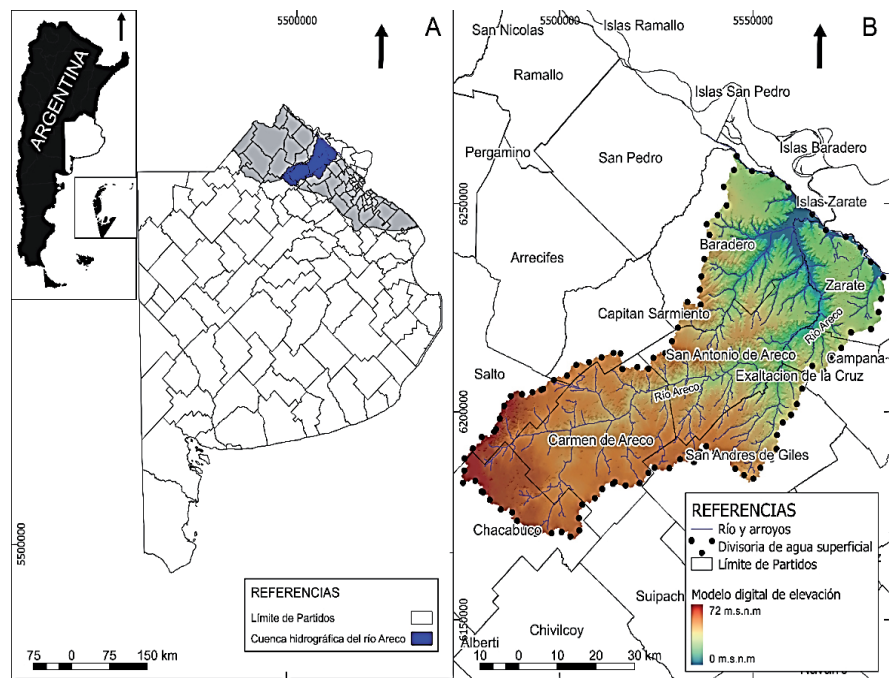 ARGENTINA
5500000
A
5500000
REFERENCIAS
Límite de Partidos
Cuenca hidrográfica del río Areco
75 0 75 150 km
5500000
5550000
B
San Nicolas
Islas Ramallo
Ramallo
Islas San Pedro
Pergamino
San Pedro
Islas Baradero
6250000
Islas Zarate
Baradero
Arrecifes
Zarate
Capitan Sarmiento
Río Areco
San Antonio de Areco
Campana
Salto
Exaltacion de la Cruz
Río Areco
6200000
Carmen de Areco
San Andres de Giles
Chacabuco
REFERENCIAS
Río y arroyos
Divisoria de agua superficial
Límite de Partidos
Suipach
Modelo digital de elevación
72 m.s.n.m
0 m.s.n.m
6150000
Chivilcoy
Alberti
10 0 10 20 30 km